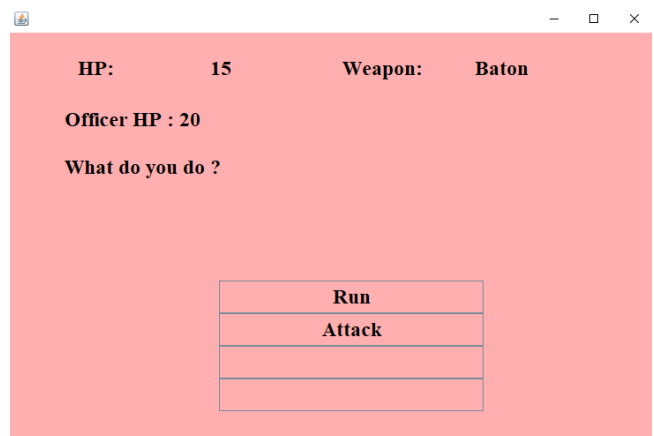 HP: 15 Weapon: Baton
Officer HP : 20
What do you do ?
Run
Attack